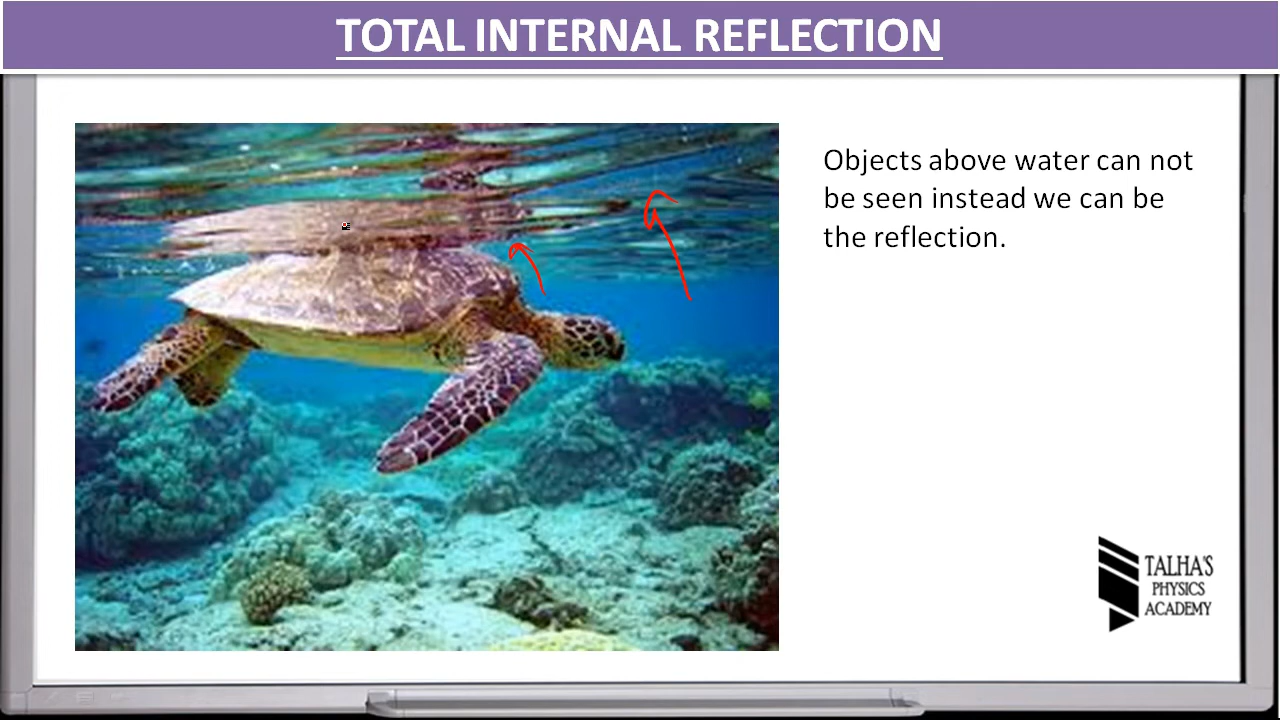 TOTAL INTERNAL REFLECTION
Objects above water can not
be seen instead we can be
the reflection.
TALHA'S
PHYSICS
ACADEMY